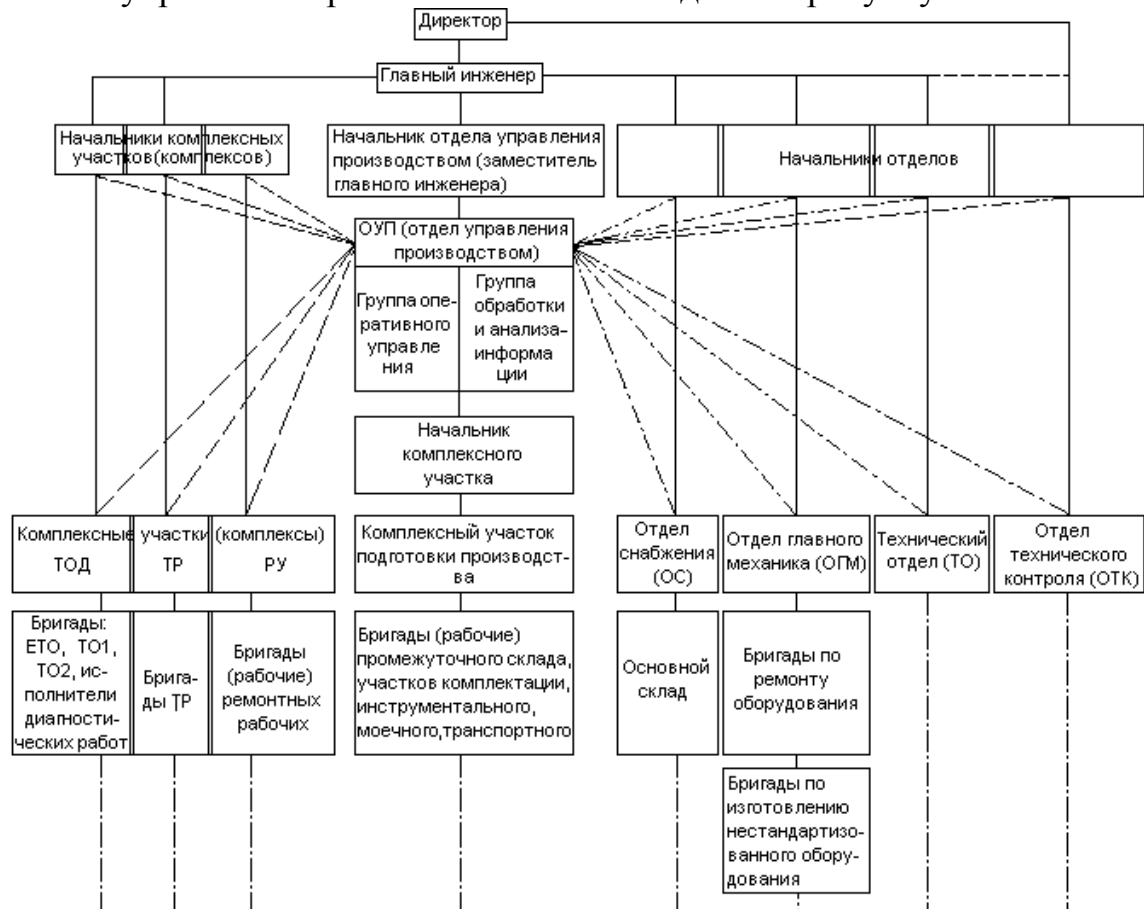 Директор
Главный инженер
Начальники комплексных
участков(комплексов)
Начальник отдела управления
производством (заместитель
главного инженера)
Начальники отделов
ОУП (отдел управления
производством)
Группа опе-
ративного
управле
ния
Группа
обработки
и анализа-
информа
ции
Начальник
комплексного
участка
Комплексные
ТОД
участки
ТР
(комплексы)
РУ
Комплексный участок
подготовки производст-
ва
Отдел
снабжения
(ОС)
Отдел главного
механика (ОГМ)
Технический
отдел (ТО)
Отдел
технического
контроля (ОТК)
Бригады:
ЕТО, ТО1,
ТО2, ис-
полнители
диагности-
ческих работ
Брига-
ды ТР
Бригады
(рабочие)
ремонтных
рабочих
Бригады (рабочие)
промежуточного склада,
участков комплектации,
инструментального,
моечного,транспортного
Основной
склад
Бригады по
ремонту
оборудования
Бригады по
изготовлению
нестандартизо-
ванного обору-
дования